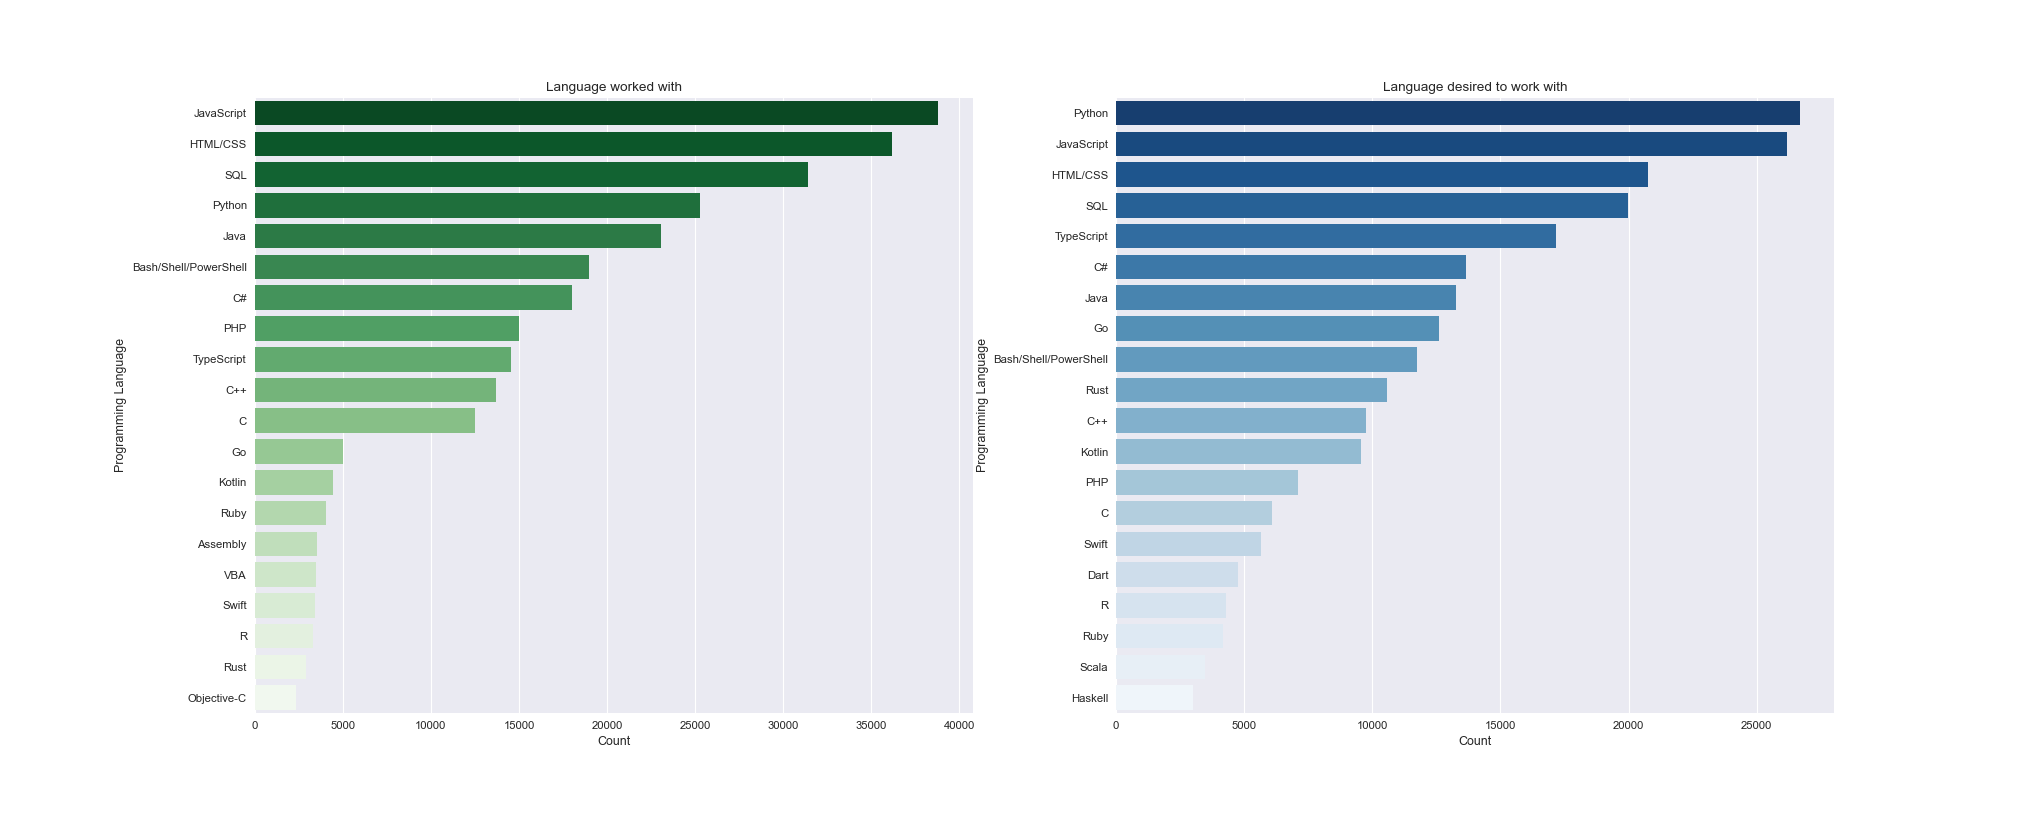 Language worked with
Programming Language
JavaScript
HTML/CSS
SQL
Python
Java
Bash/Shell/PowerShell
C#
PHP
TypeScript
C++
C
Go
Kotlin
Ruby
Assembly
VBA
Swift
R
Rust
Objective-C
0 5000 10000 15000 20000 25000 30000 35000 40000
Count
Language desired to work with
Programming Language
Python
JavaScript
HTML/CSS
SQL
TypeScript
C#
Java
Go
Bash/Shell/PowerShell
Rust
C++
Kotlin
PHP
C
Swift
Dart
R
Ruby
Scala
Haskell
0 5000 10000 15000 20000 25000
Count